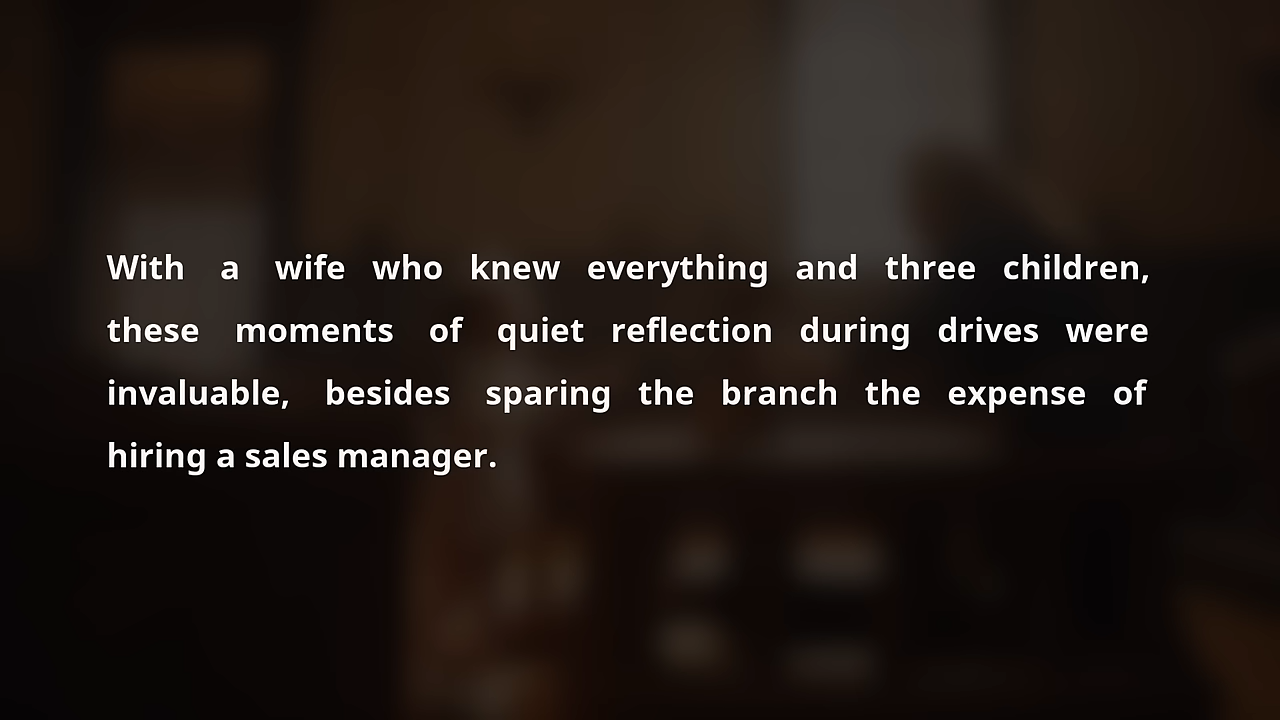 With a wife who knew everything and three children,
these moments of quiet reflection during drives were
invaluable, besides sparing the branch the expense of
hiring a sales manager.